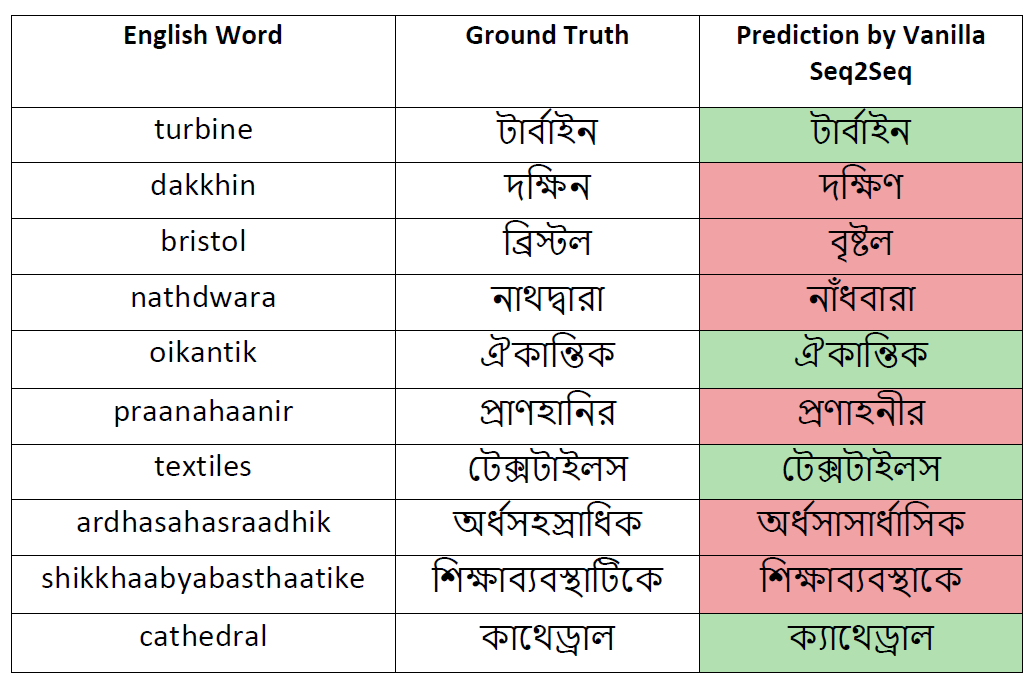 English Word Ground Truth Prediction by Vanilla
Seq2Seq
turbine টার্বাইন টার্বাইন
dakkhin দক্ষিন দক্ষিণ
bristol ব্রিস্টল বৃষ্টল
nathdwara নাথদ্বারা নাঁধবারা
oikantik ঐকান্তিক ঐকান্তিক
praanahaanir প্রাণহানির প্রণাহনীর
textiles টেক্সটাইলস টেক্সটাইলস
ardhasahasraadhik অর্ধসহস্রাধিক অর্ধসাসার্ধাসিক
shikkhaabyabasthaatike শিক্ষাব্যবস্থাটিকে শিক্ষাব্যবস্থাকে
cathedral কাথেড্রাল ক্যাথেড্রাল